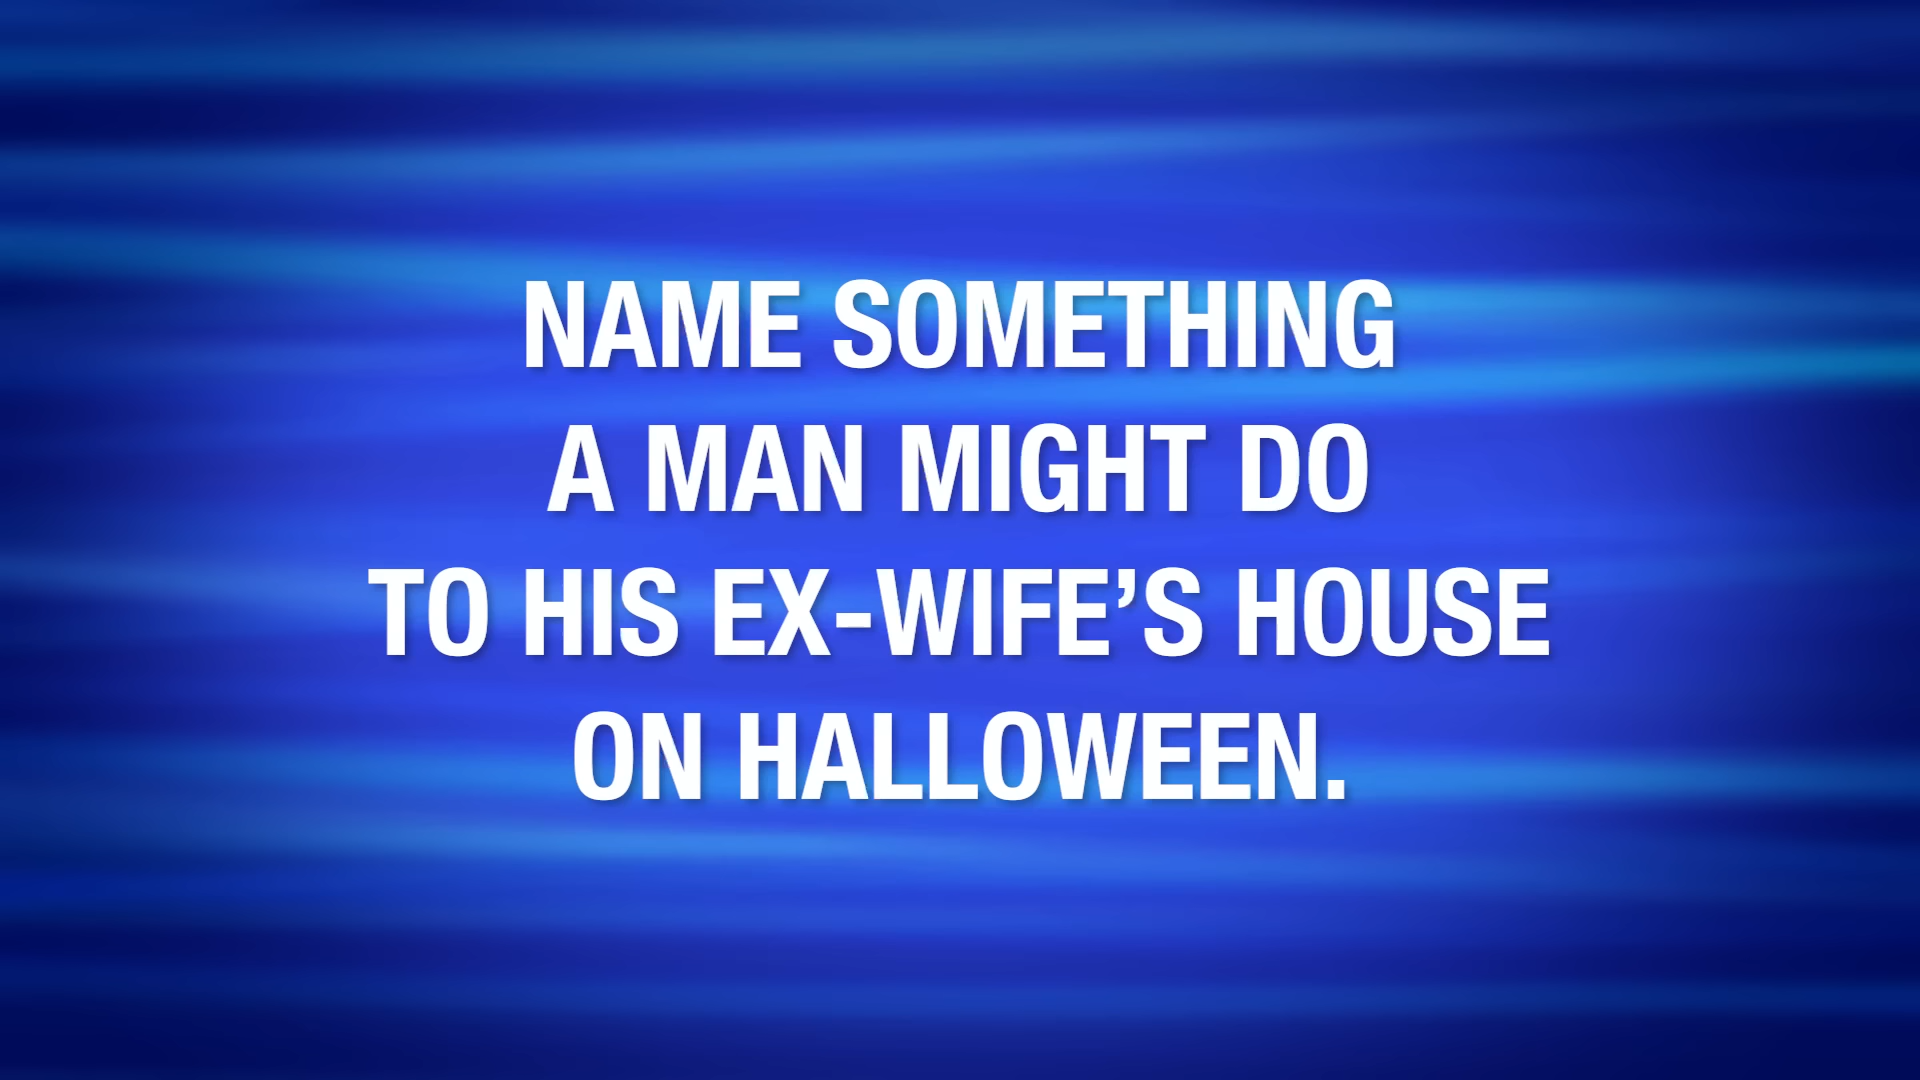 NAME SOMETHING
A MAN MIGHT DO
TO HIS EX-WIFE’S HOUSE
ON HALLOWEEN.